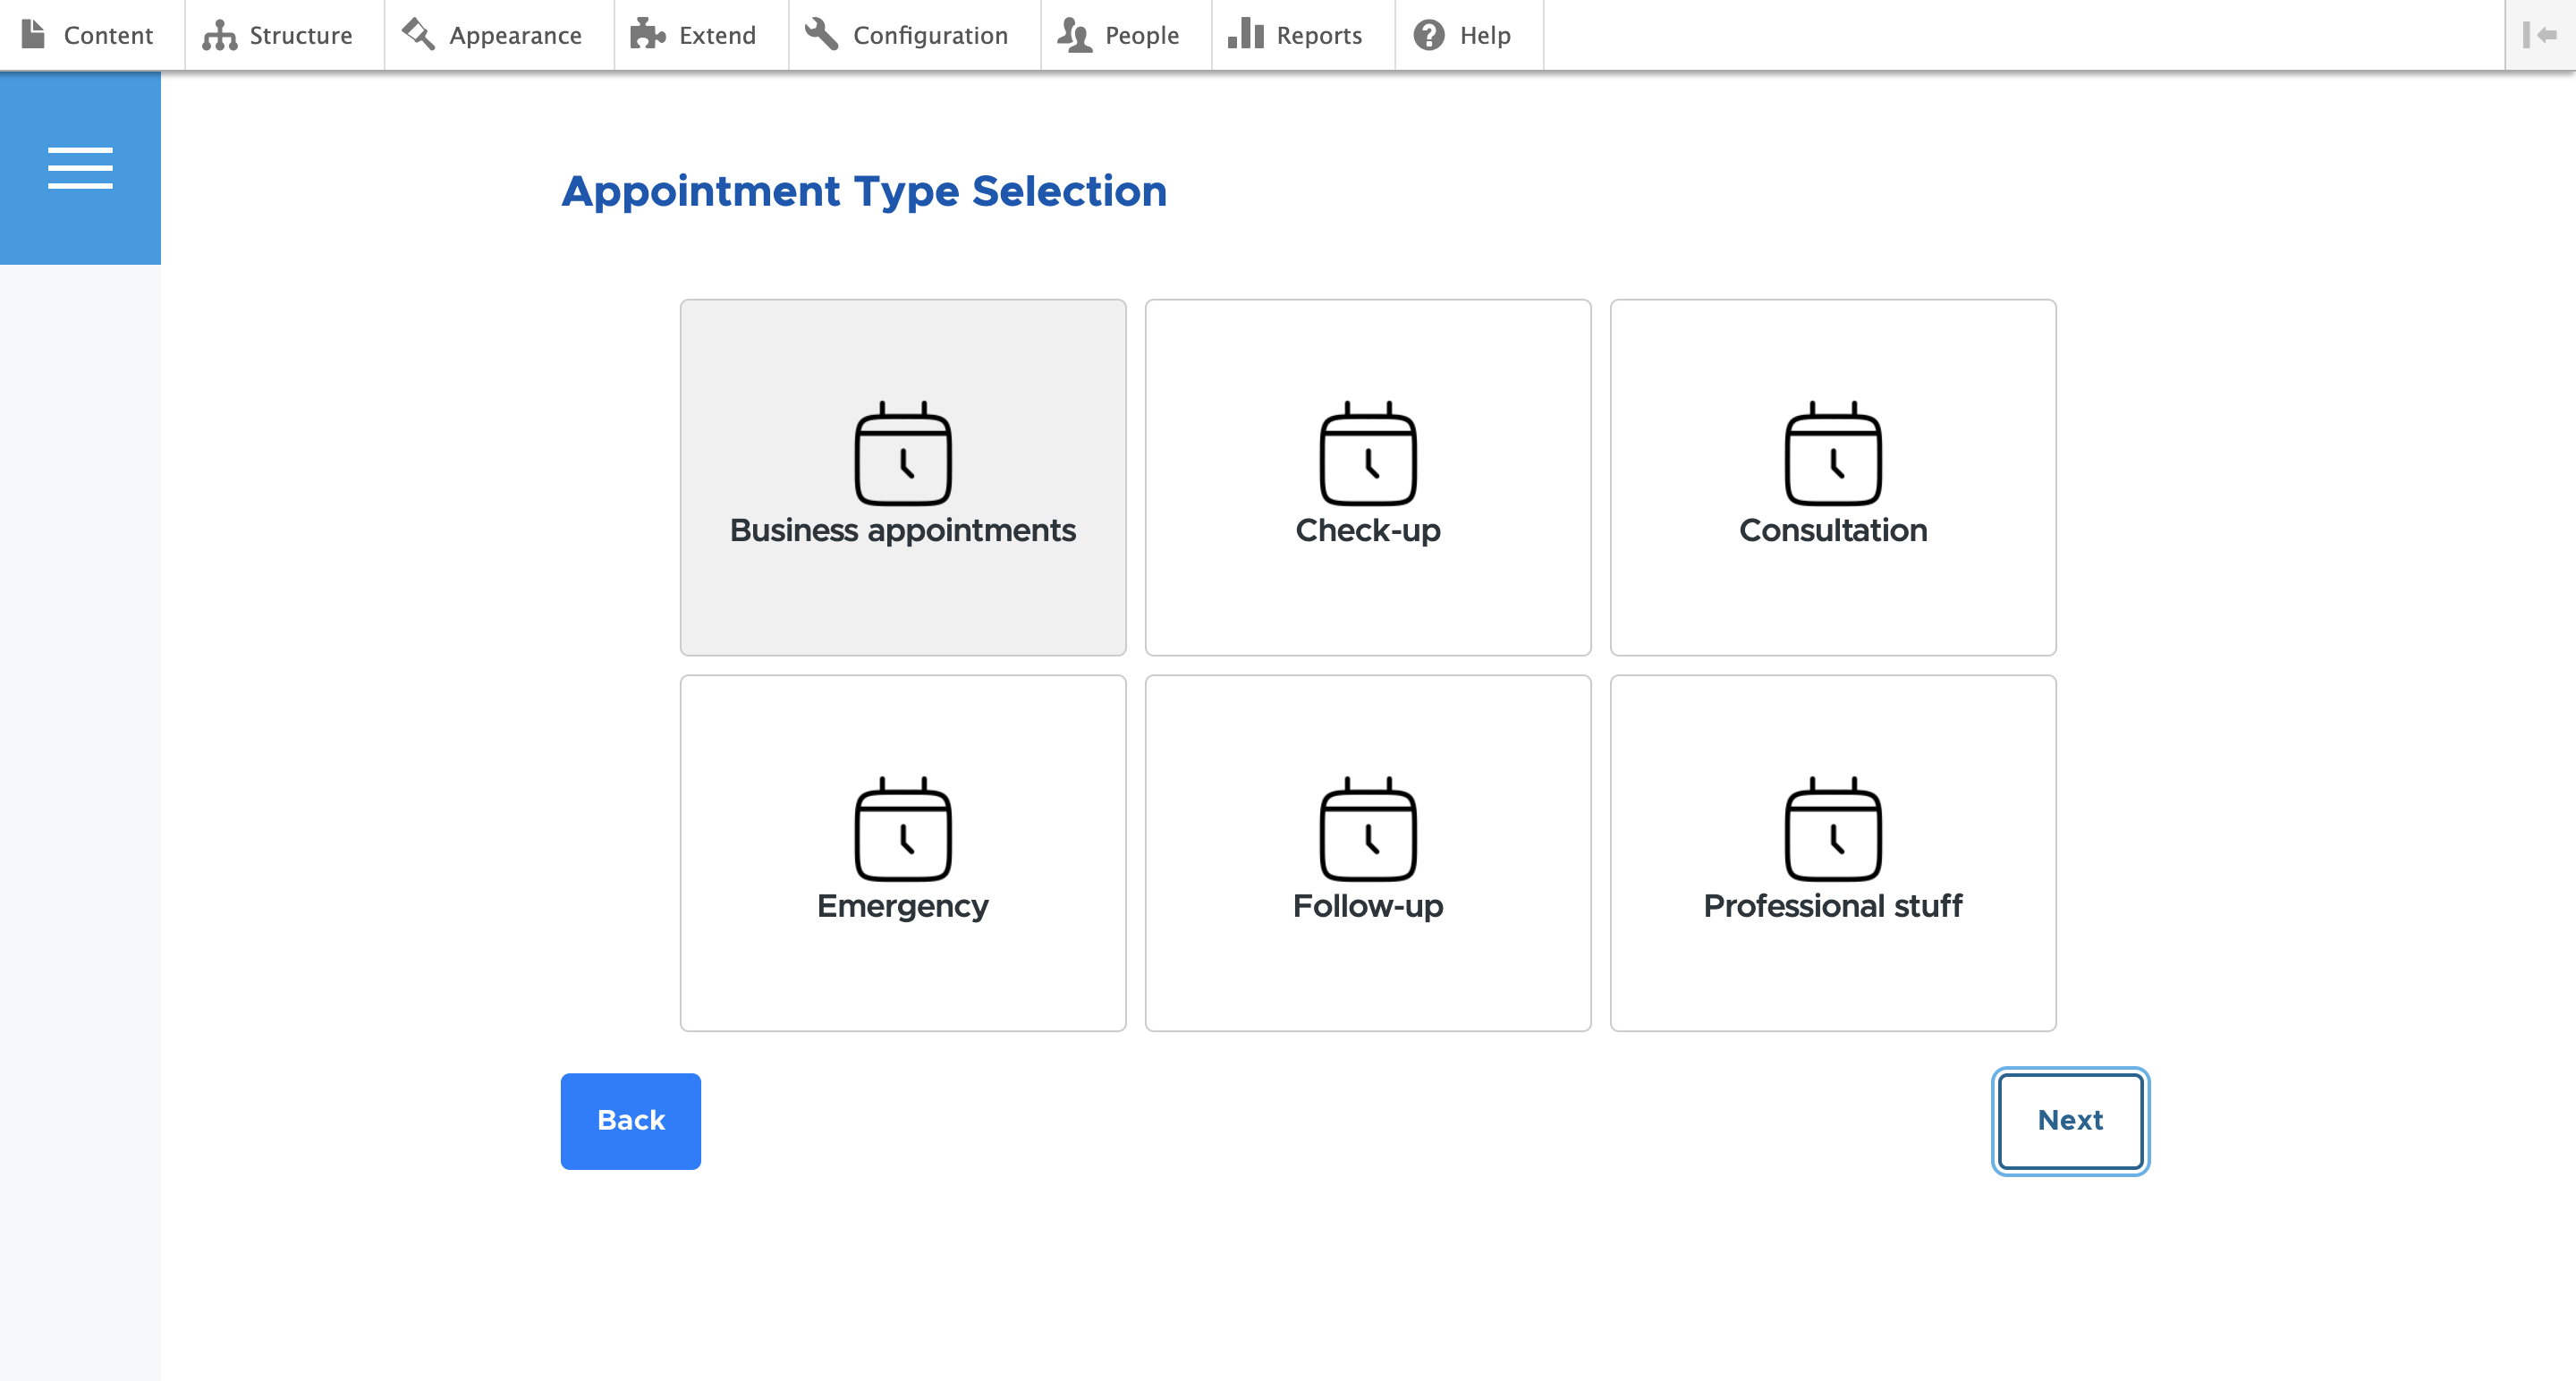 Content Structure Appearance Extend Configuration People Reports Help
Appointment Type Selection
Business appointments Check-up Consultation
Emergency Follow-up Professional stuff
Back Next